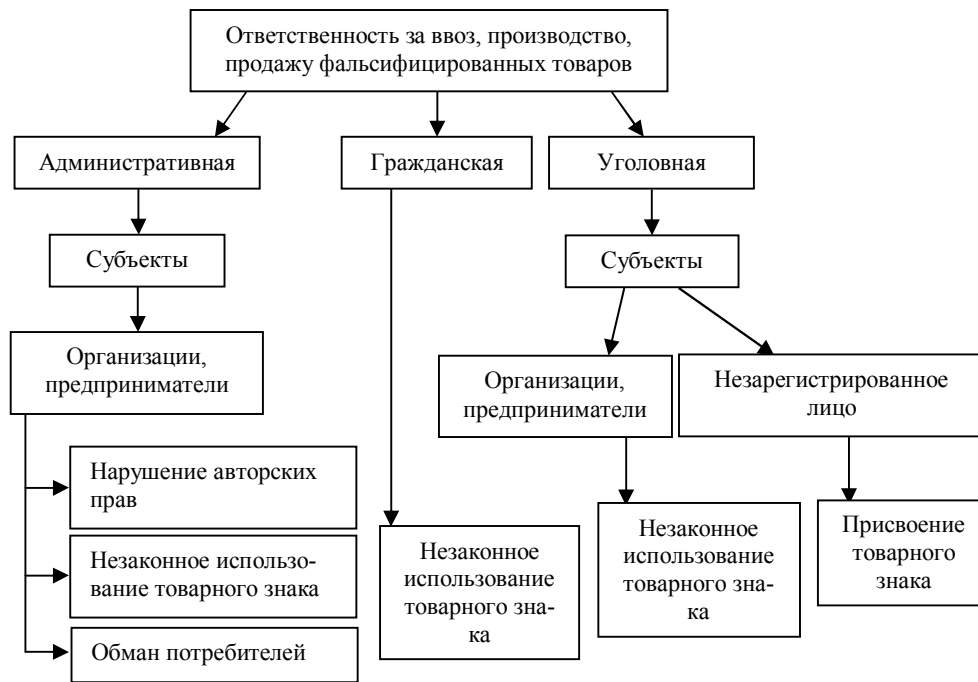 Ответственность за ввоз, производство,
продажу фальсифицированных товаров
Административная
Гражданская
Уголовная
Субъекты
Субъекты
Организации,
предприниматели
Организации,
предприниматели
Незарегистрированное
лицо
Нарушение авторских
прав
Незаконное использо-
вание товарного знака
Обман потребителей
Незаконное
использование
товарного зна-
ка
Незаконное
использование
товарного зна-
ка
Присвоение
товарного
знака